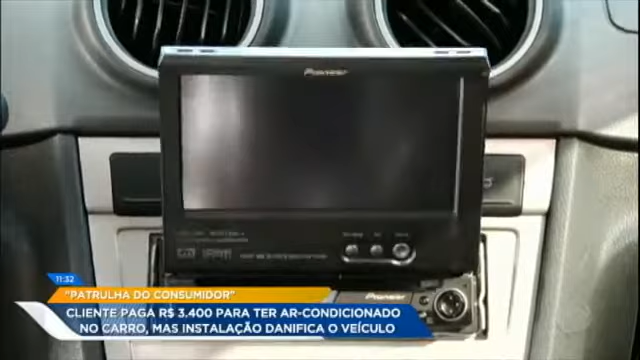 Pioneer
11:32
"PATRULHA DO CONSUMIDOR"
Pioneer
CLIENTE PAGA R$ 3.400 PARA TER AR-CONDICIONADO
NO CARRO, MAS INSTALAÇÃO DANIFICA O VEÍCULO